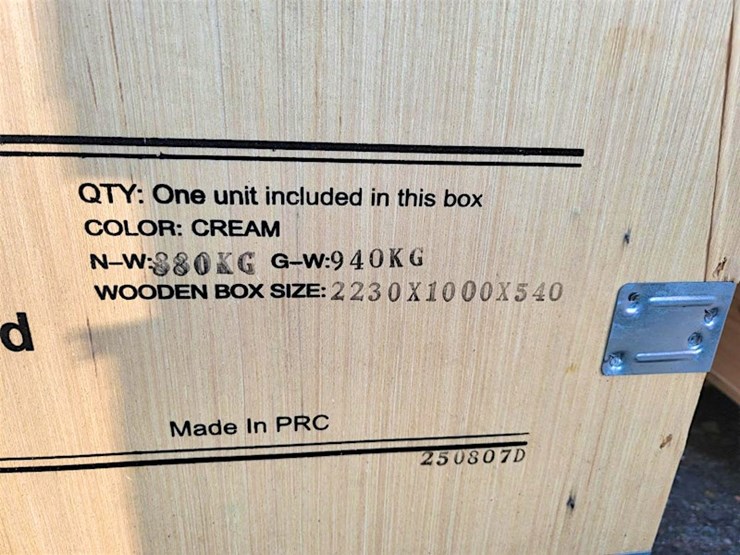 QTY: One unit included in this box
COLOR: CREAM
N-W:880KG G-W:940KG
WOODEN BOX SIZE:2230X1000X540
d
Made In PRC
250807D